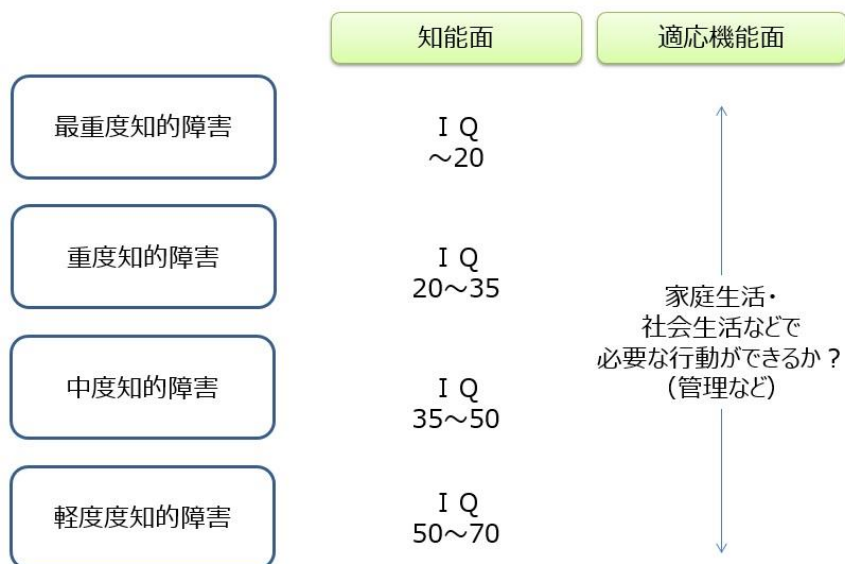 知能面
適応機能面
最重度知的障害
ＩＱ
～20
重度知的障害
ＩＱ
20～35
中度知的障害
ＩＱ
35～50
軽度度知的障害
ＩＱ
50～70
家庭生活・
社会生活などで
必要な行動ができるか？
（管理など）